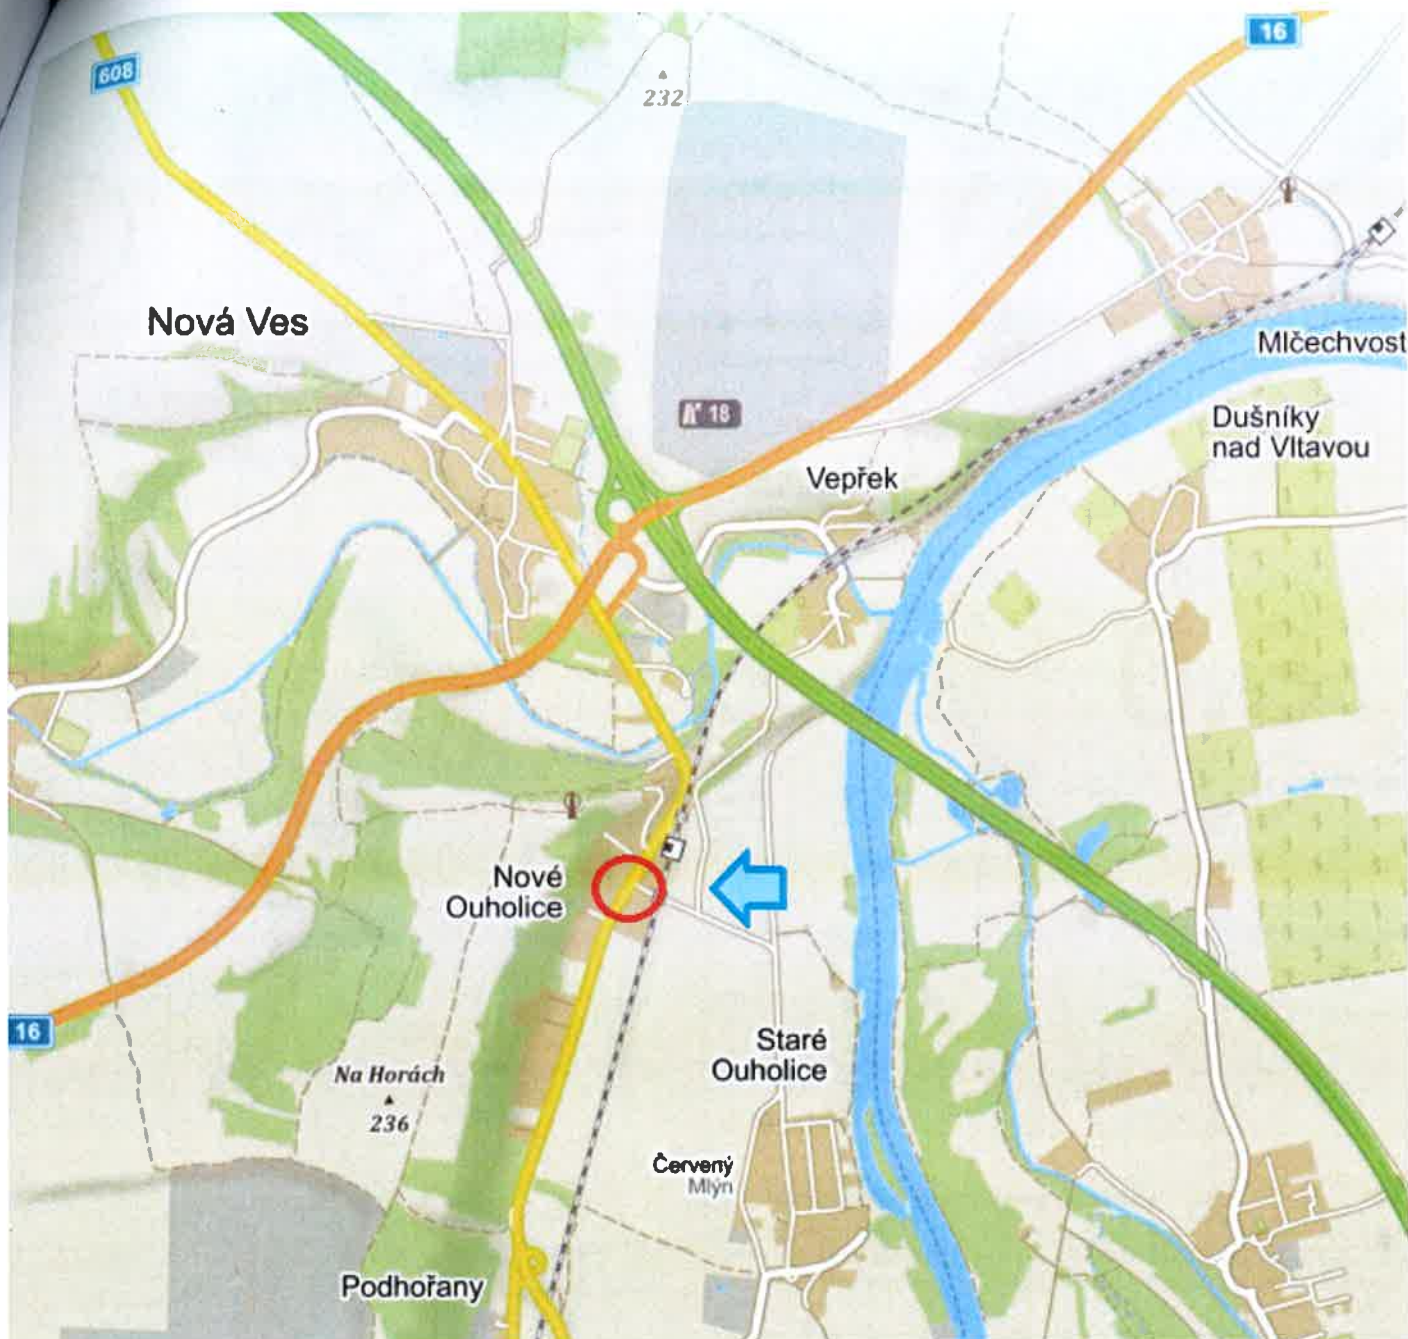 608
16
232
Nová Ves
Mlčechvost
18
Dušníky
nad Vltavou
Vepřek
Nové
Ouholice
16
Staré
Ouholice
Na Horách
236
Červený
Mlýn
Podhořany